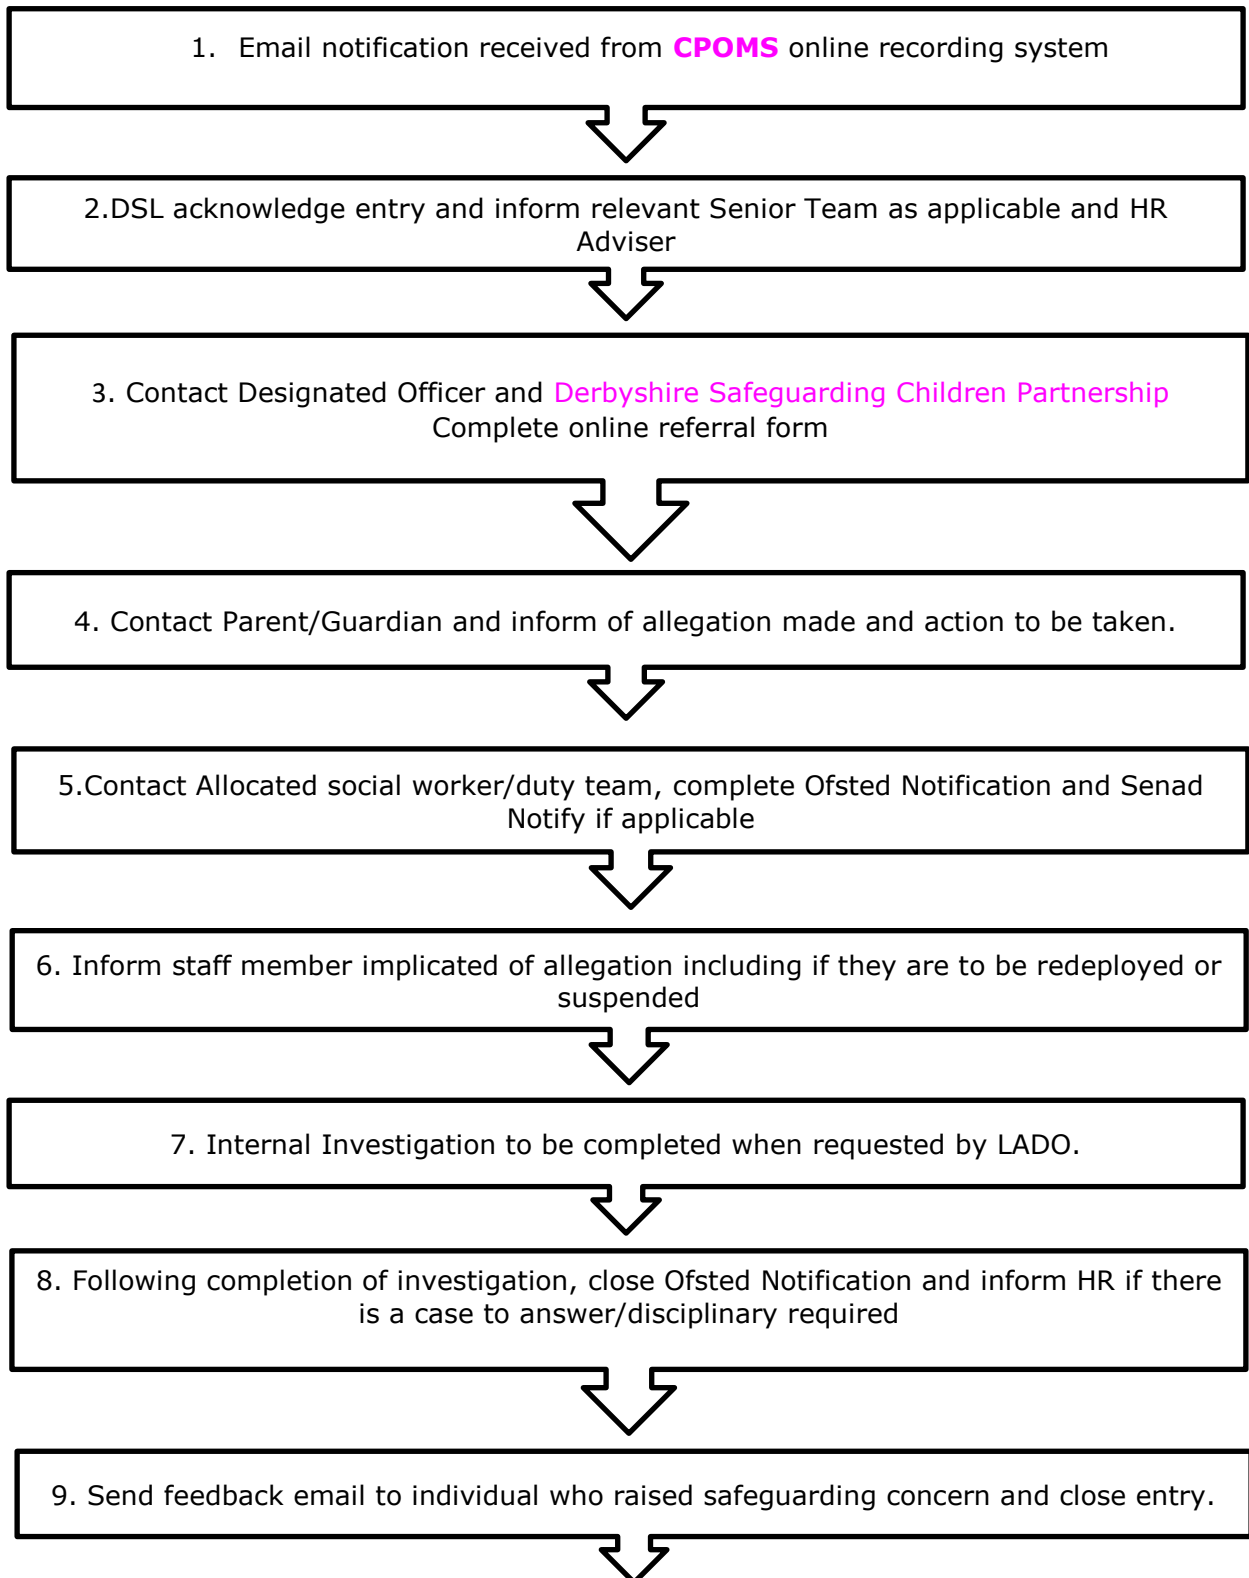 1. Email notification received from CPOMS online recording system
2.DSL acknowledge entry and inform relevant Senior Team as applicable and HR
Adviser
3. Contact Designated Officer and Derbyshire Safeguarding Children Partnership
Complete online referral form
4. Contact Parent/Guardian and inform of allegation made and action to be taken.
5.Contact Allocated social worker/duty team, complete Ofsted Notification and Senad
Notify if applicable
6. Inform staff member implicated of allegation including if they are to be redeployed or
suspended
7. Internal Investigation to be completed when requested by LADO.
8. Following completion of investigation, close Ofsted Notification and inform HR if there
is a case to answer/disciplinary required
9. Send feedback email to individual who raised safeguarding concern and close entry.